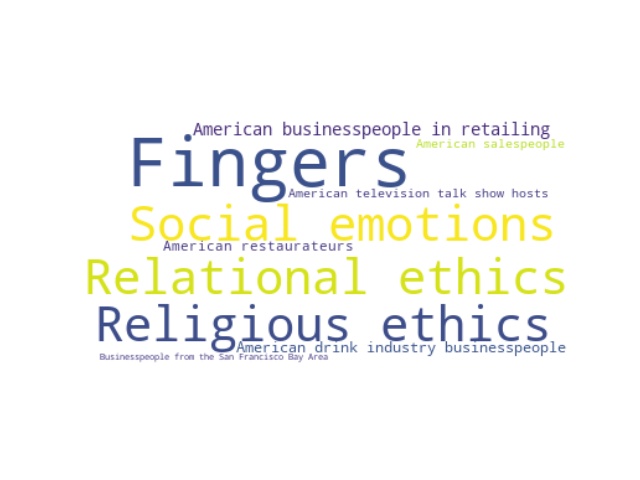 American businesspeople in retailing
American salespeople
Fingers
American television talk show hosts
Social emotions
American restaurateurs
Relational ethics
Religious ethics
American drink industry businesspeople
Businesspeople from the San Francisco Bay Area